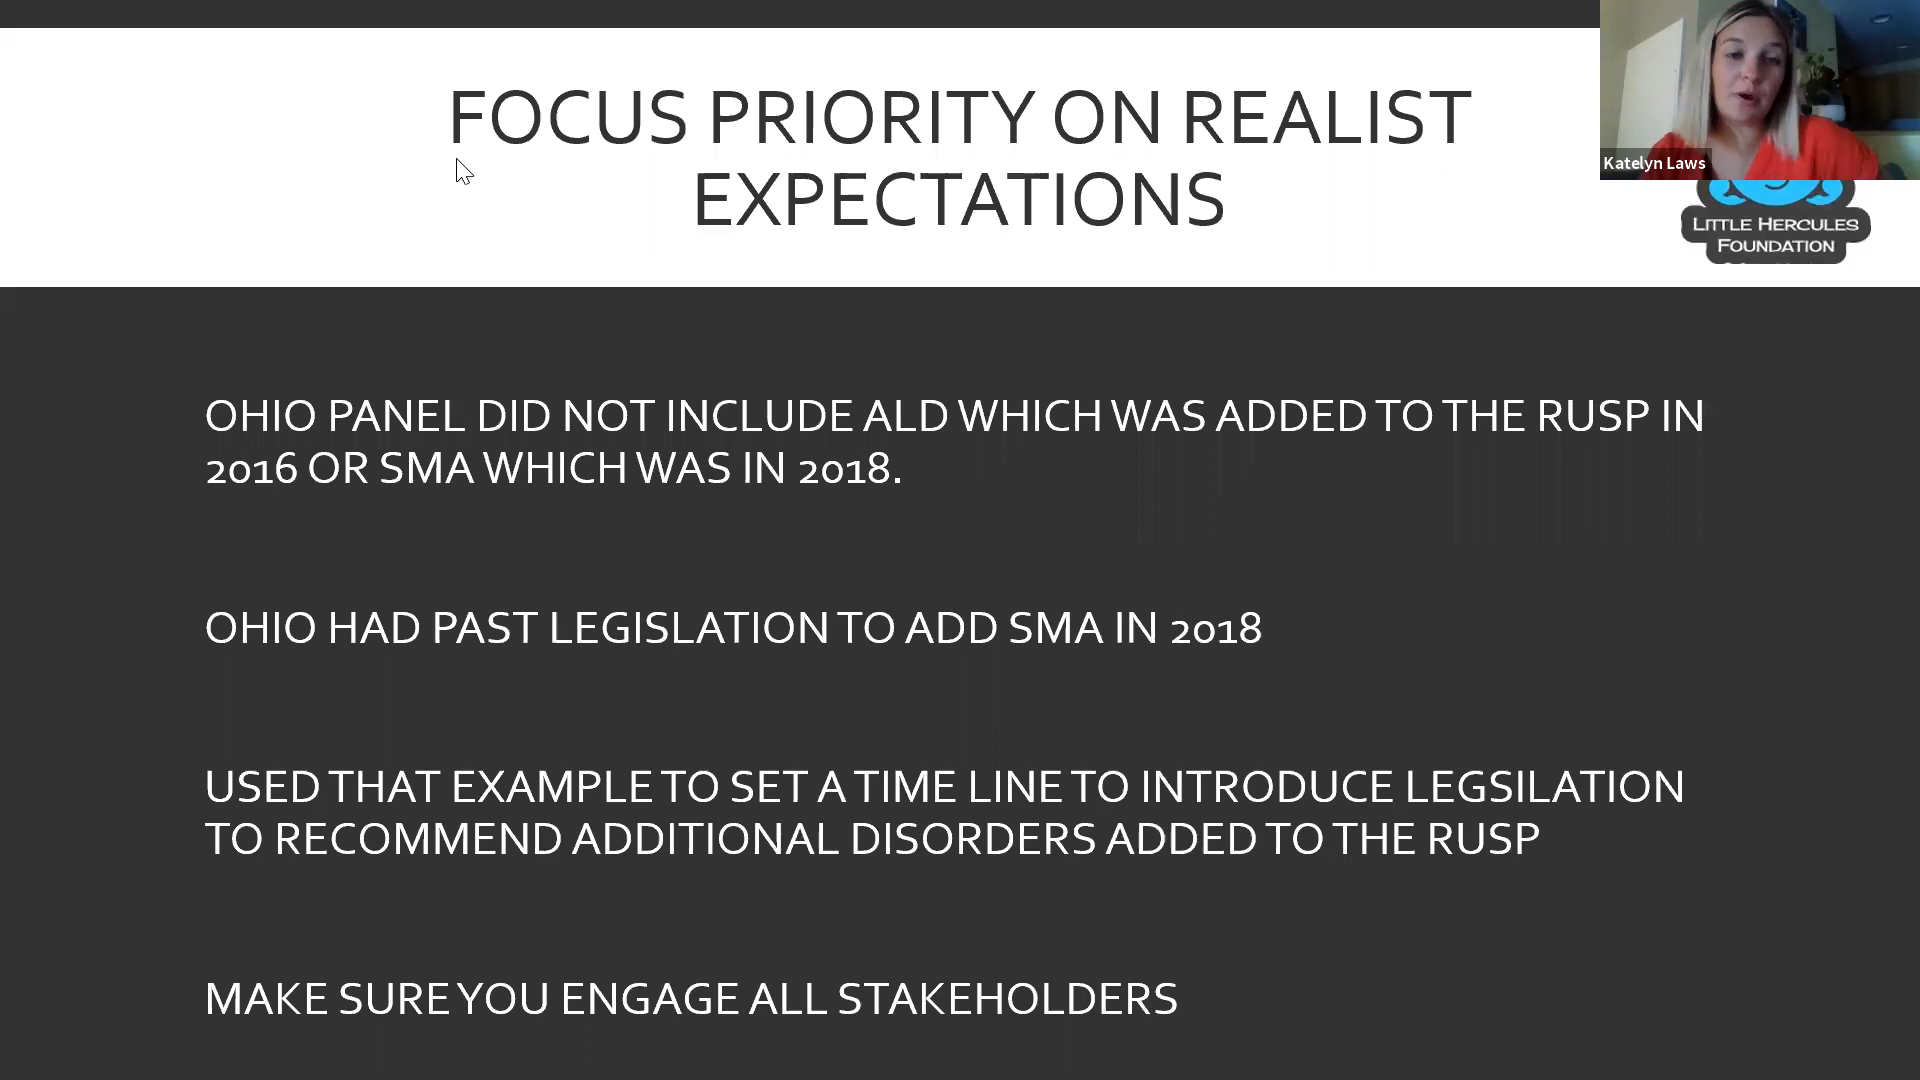 FOCUS PRIORITY ON REALIST
EXPECTATIONS
Katelyn Laws
LITTLE HERCULES
FOUNDATION
OHIO PANEL DID NOT INCLUDE ALD WHICH WAS ADDED TO THE RUSP IN
2016 OR SMA WHICH WAS IN 2018.
OHIO HAD PAST LEGISLATION TO ADD SMA IN 2018
USED THAT EXAMPLE TO SET A TIME LINE TO INTRODUCE LEGSILATION
TO RECOMMEND ADDITIONAL DISORDERS ADDED TO THE RUSP
MAKE SURE YOU ENGAGE ALL STAKEHOLDERS